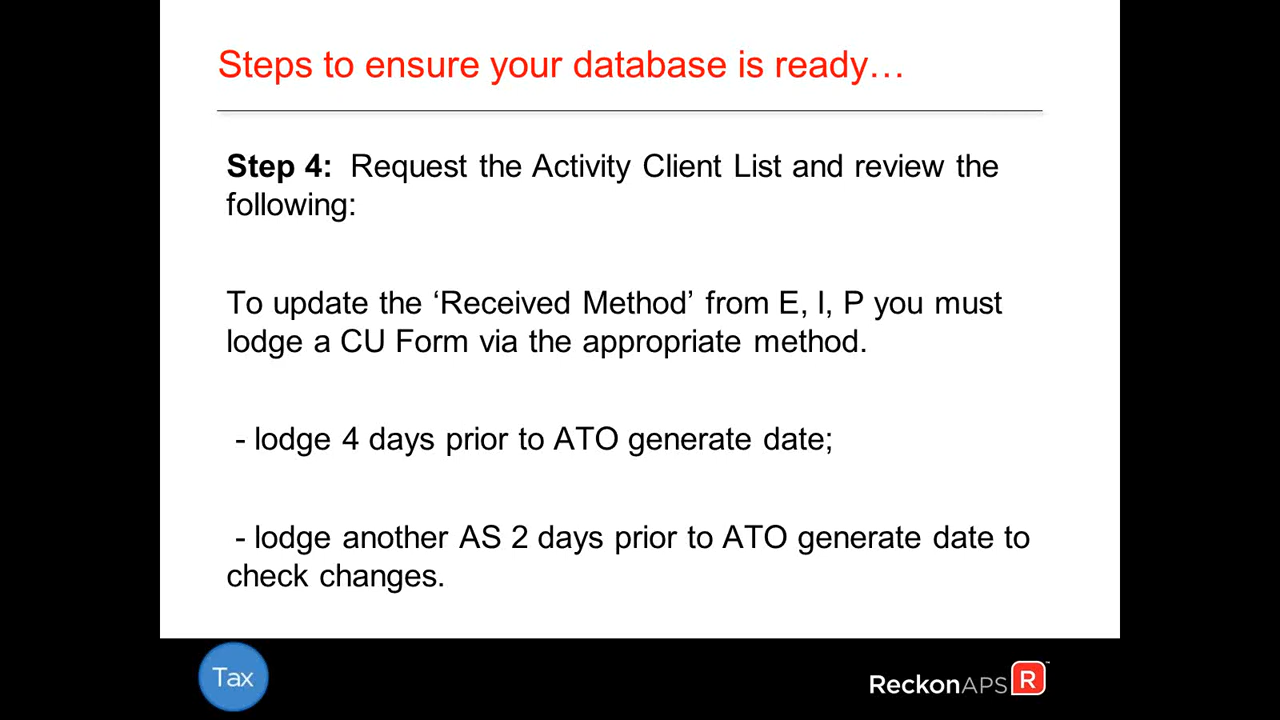 Steps to ensure your database is ready…
Step 4: Request the Activity Client List and review the
following:
To update the ‘Received Method’ from E, I, P you must
lodge a CU Form via the appropriate method.
- lodge 4 days prior to ATO generate date;
- lodge another AS 2 days prior to ATO generate date to
check changes.
Tax
ReckonAPS R